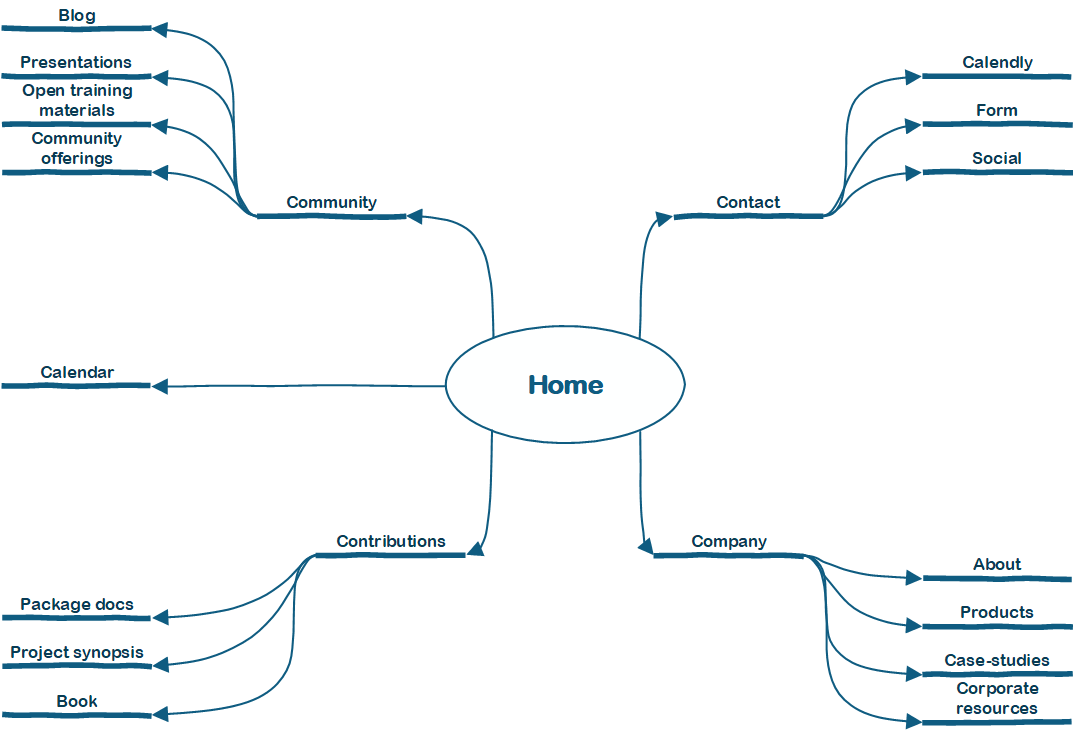 Blog
Presentations
Open training
materials
Community
offerings
Community
Calendly
Form
Social
Contact
Home
Calendar
Contributions
Package docs
Project synopsis
Book
Company
About
Products
Case-studies
Corporate
resources